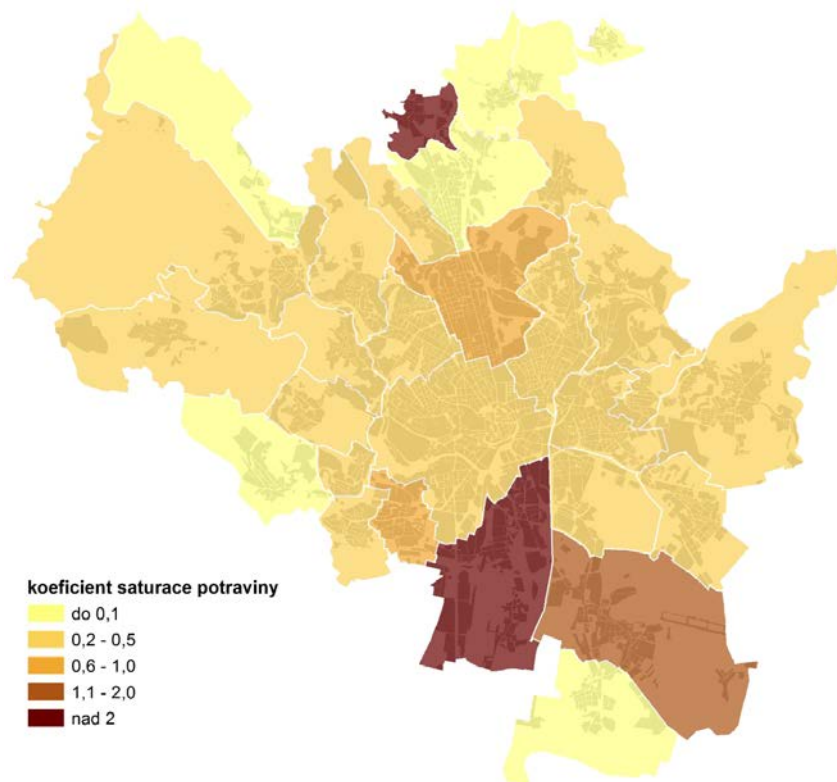 koeficient saturace potraviny
do 0,1
0,2 - 0,5
0,6 - 1,0
1,1 - 2,0
nad 2